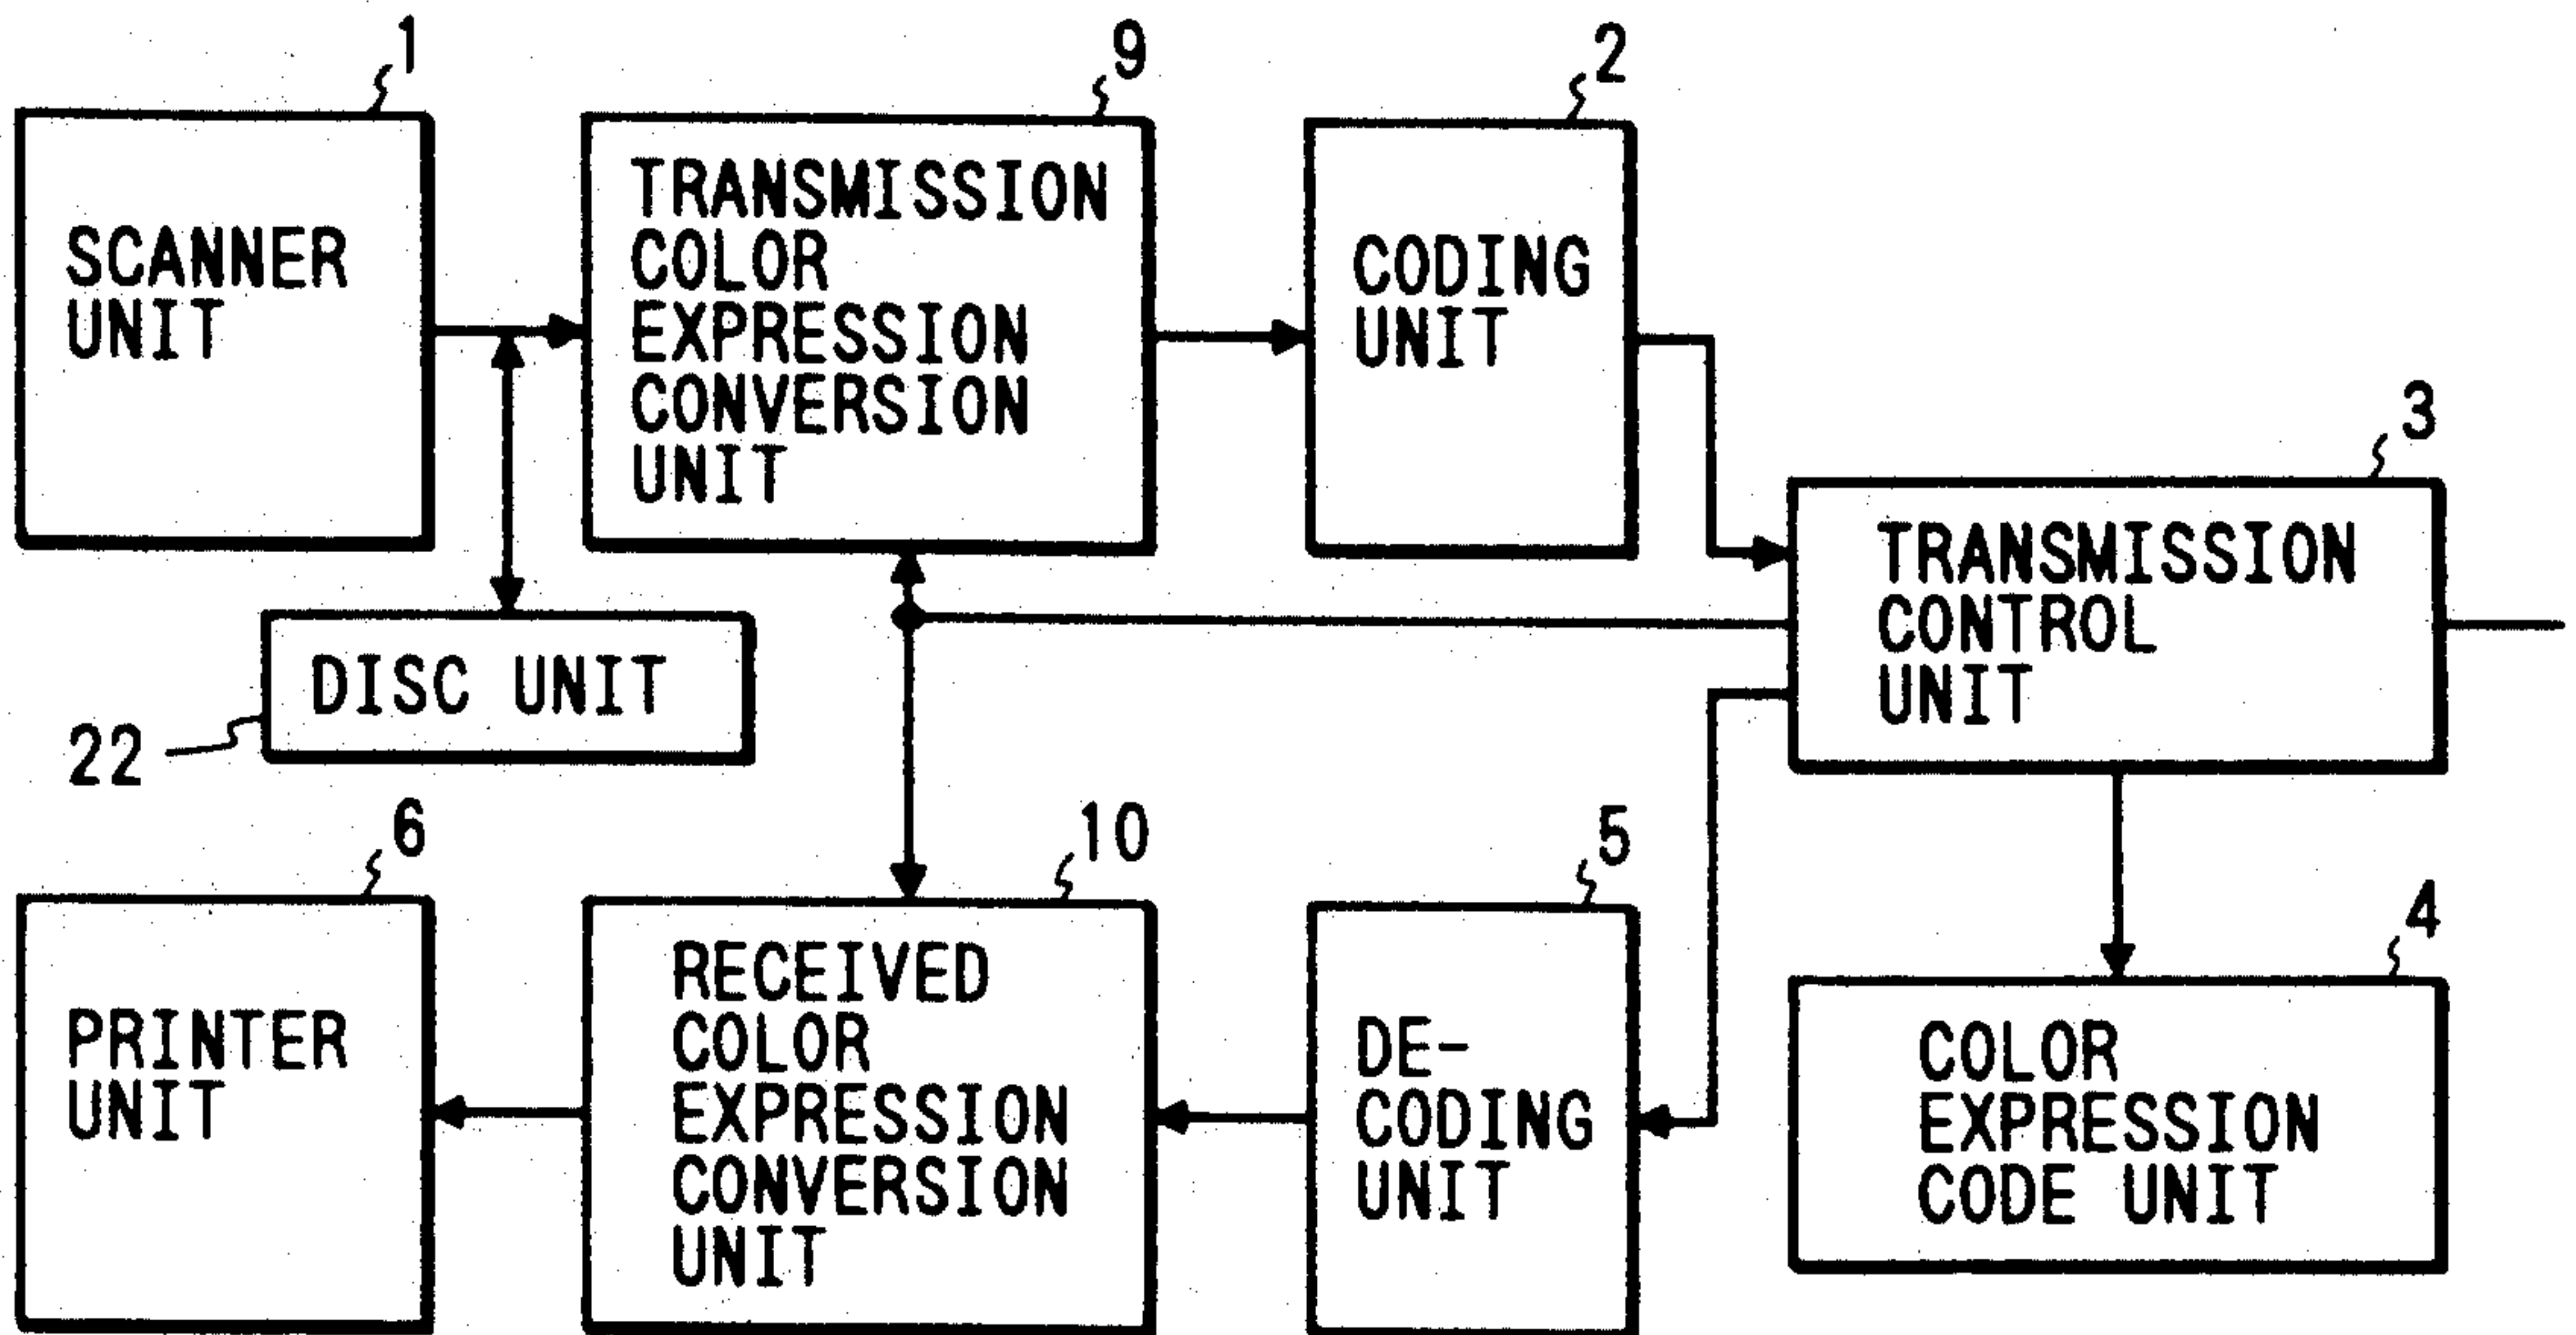 1
SCANNER
UNIT
9
TRANSMISSION
COLOR
EXPRESSION
CONVERSION
UNIT
2
CODING
UNIT
3
TRANSMISSION
CONTROL
UNIT
DISC UNIT
22
6
PRINTER
UNIT
10
RECEIVED
COLOR
EXPRESSION
CONVERSION
UNIT
5
DE-
CODING
UNIT
4
COLOR
EXPRESSION
CODE UNIT